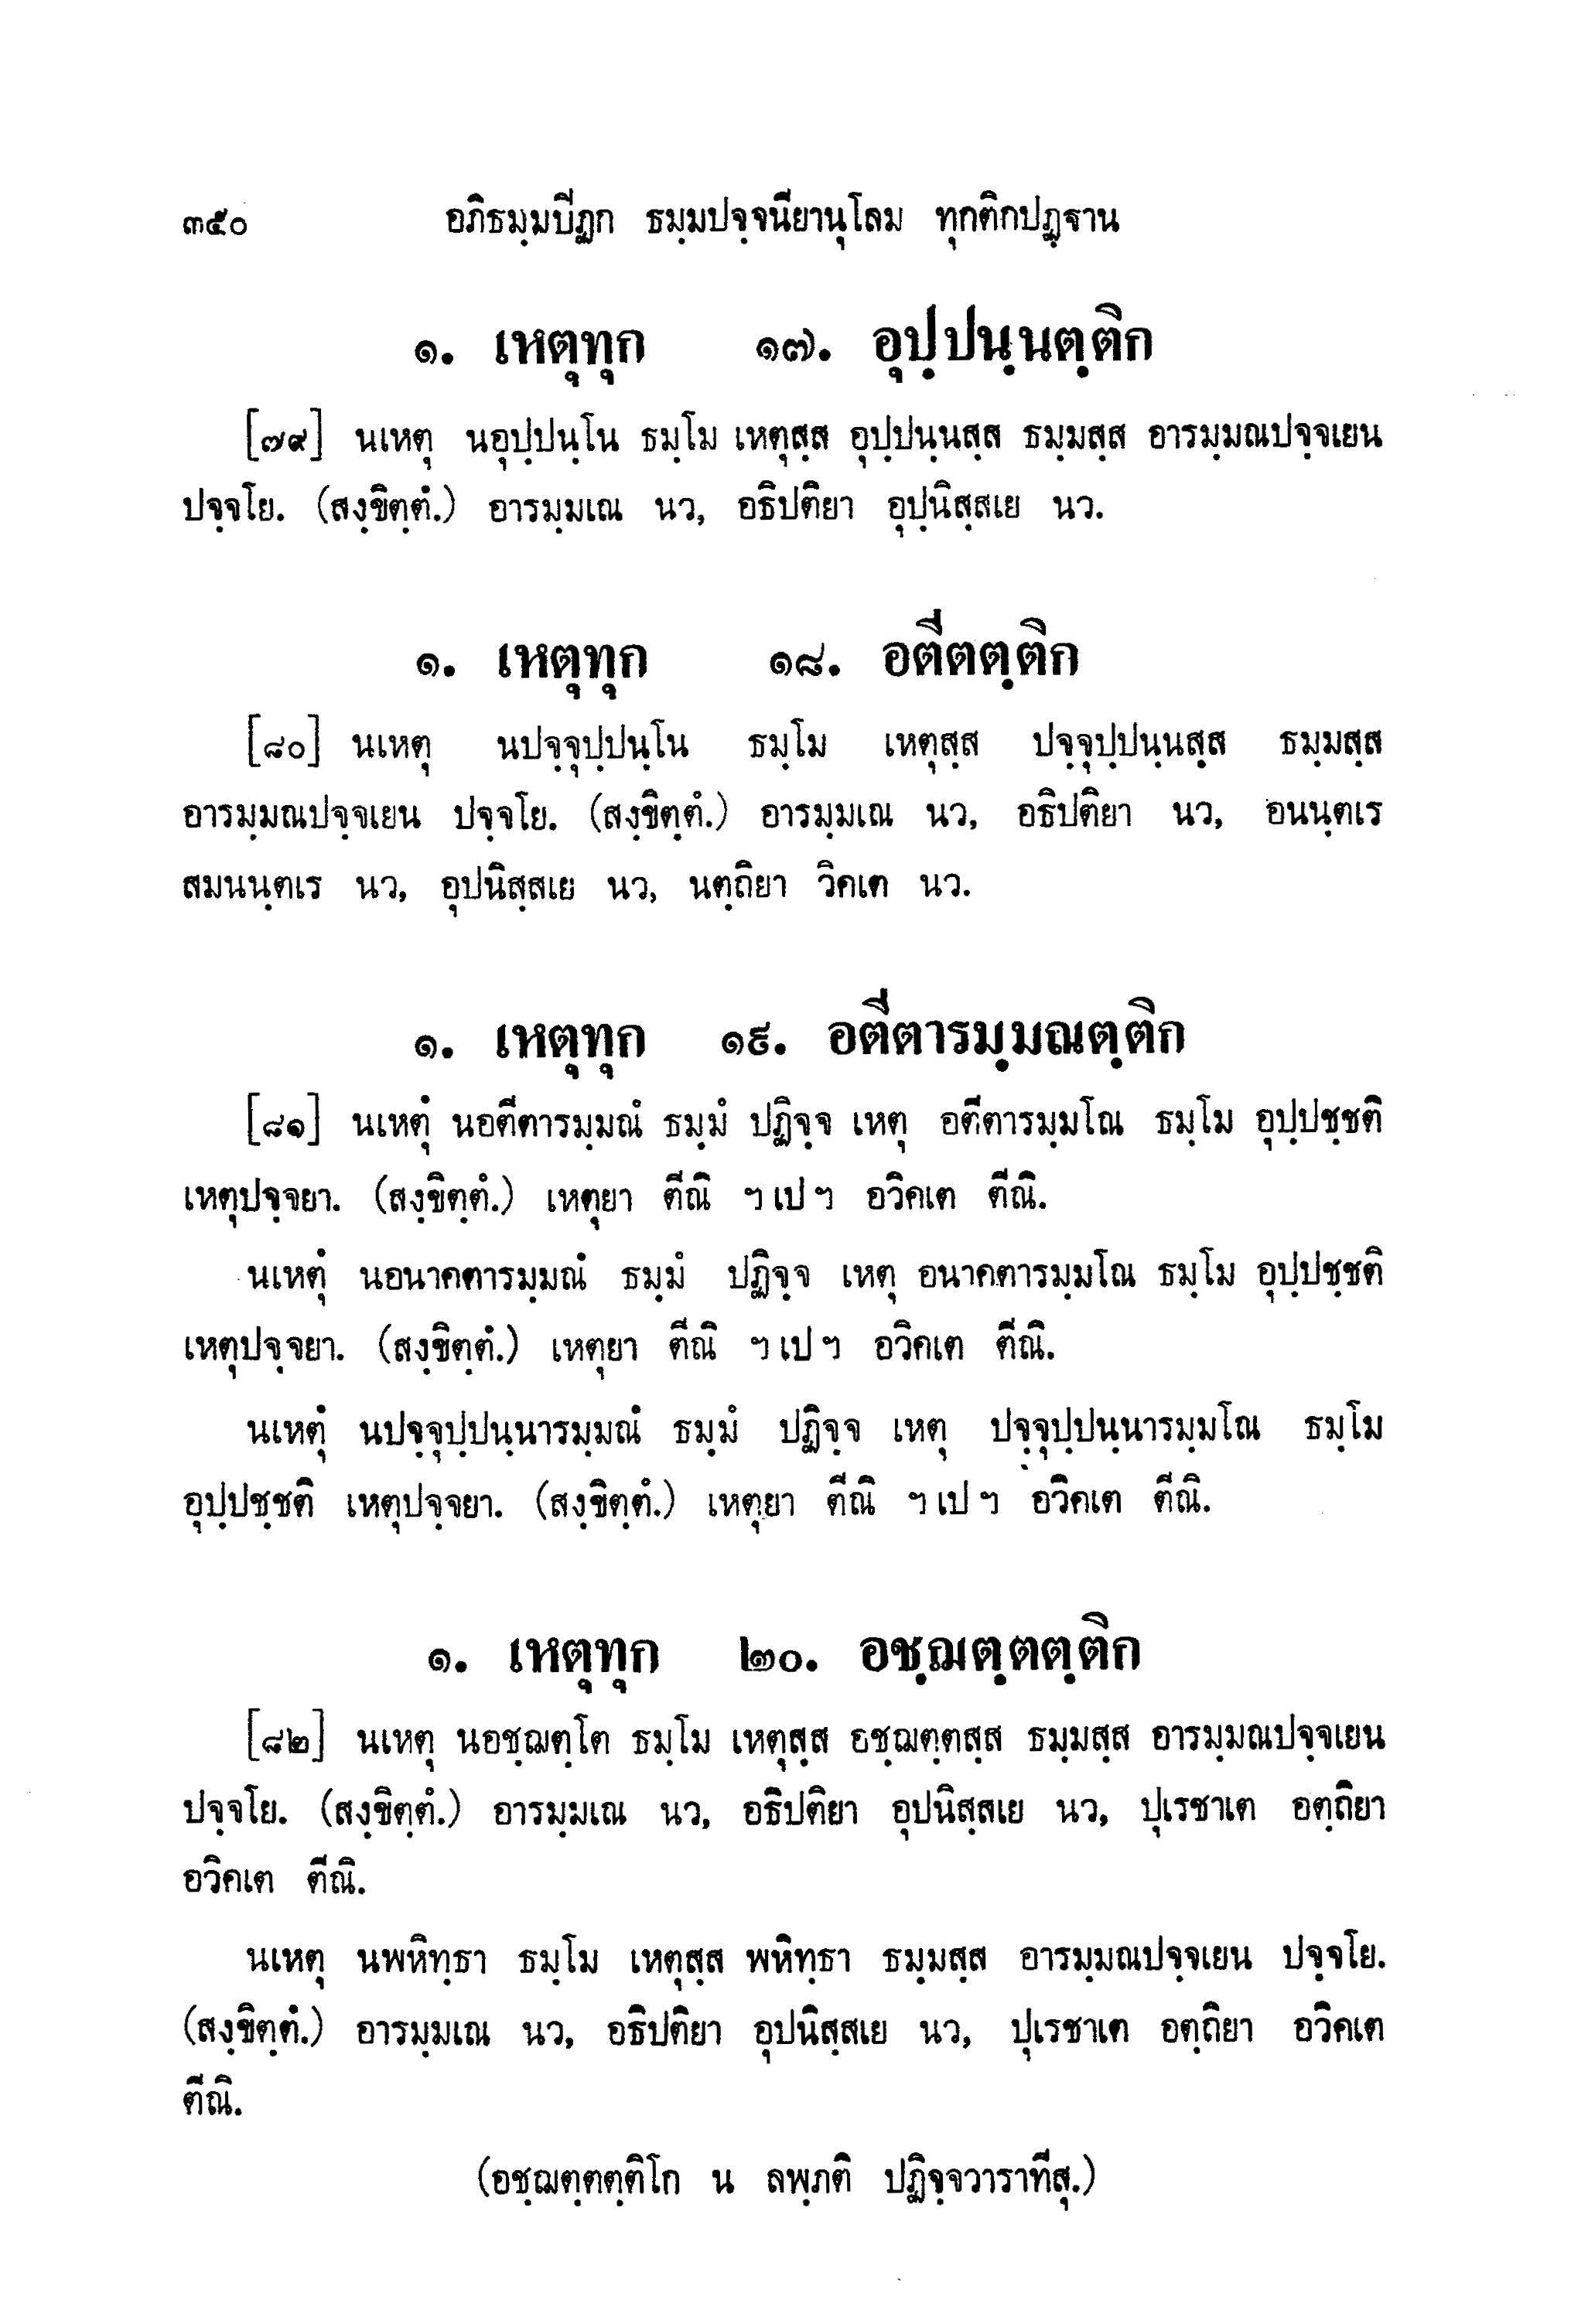 ๓๕๐ อภิธมฺมปีฏก ธมฺมปจฺจนียานุโลม ทุกติกปฏฺฐาน
๑. เหตุทุก ๑๗. อุปฺปนฺนตฺติก
[๗๙] นเหตุ นอุปฺปนฺโน ธมฺโม เหตุสฺส อุปฺปนฺนสฺส ธมฺมสฺส อารมฺมณปจฺจเยน
ปจฺจโย. (สงฺขิตฺตํ.) อารมฺมเณ นว, อธิปติยา อุปฺนิสฺสเย นว.
๑. เหตุทุก ๑๘. อตีตตฺติก
[๘๐] นเหตุ นปจฺจุปฺปนฺโน ธมฺโม เหตุสฺส ปจฺจุปฺปนฺนสฺส ธมฺมสฺส
อารมฺมณปจฺจเยน ปจฺจโย. (สงฺขิตฺตํ.) อารมฺมเณ นว, อธิปติยา นว, อนนฺตเร
สมนนฺตเร นว, อุปนิสฺสเย นว, นตฺถิยา วิคเต นว.
๑. เหตุทุก ๑๙. อตีตารมฺมณตฺติก
[๘๑] นเหตุํ นอตีตารมฺมณํ ธมฺมํ ปฏิจฺจ เหตุ อตีตารมฺมโณ ธมฺโม อุปฺปชฺชติ
เหตุปจฺจยา. (สงฺขิตฺตํ.) เหตุยา ตีณิ ฯ เป ฯ อวิคเต ตีณิ.
นเหตุํ นอนาคตารมฺมณํ ธมฺมํ ปฏิจฺจ เหตุ อนาคตารมฺมโณ ธมฺโม อุปฺปชฺชติ
เหตุปจฺจยา. (สงฺขิตฺตํ.) เหตุยา ตีณิ ฯ เป ฯ อวิคเต ตีณิ.
นเหตุํ นปจฺจุปฺปนฺนารมฺมณํ ธมฺมํ ปฏิจฺจ เหตุ ปจฺจุปฺปนฺนารมฺมโณ ธมฺโม
อุปฺปชฺชติ เหตุปจฺจยา. (สงฺขิตฺตํ.) เหตุยา ตีณิ ฯ เป ฯ อวิคเต ตีณิ.
๑. เหตุทุก ๒๐. อชฺฌตฺตตฺติก
[๘๒] นเหตุ นอชฺฌตฺโต ธมฺโม เหตุสฺส อชฺฌตฺตสฺส ธมฺมสฺส อารมฺมณปจฺจเยน
ปจฺจโย. (สงฺขิตฺตํ.) อารมฺมเณ นว, อธิปติยา อุปนิสฺสเย นว, ปุเรชาเต อตฺถิยา
อวิคเต ตีณิ.
นเหตุ นพหิทฺธา ธมฺโม เหตุสฺส พหิทฺธา ธมฺมสฺส อารมฺมณปจฺจเยน ปจฺจโย.
(สงฺขิตฺตํ.) อารมฺมเณ นว, อธิปติยา อุปนิสฺสเย นว, ปุเรชาเต อตฺถิยา อวิคเต
ตีณิ.
(อชฺฌตฺตตฺติโก น ลพฺภติ ปฏิจฺจวาราทีสุ.)